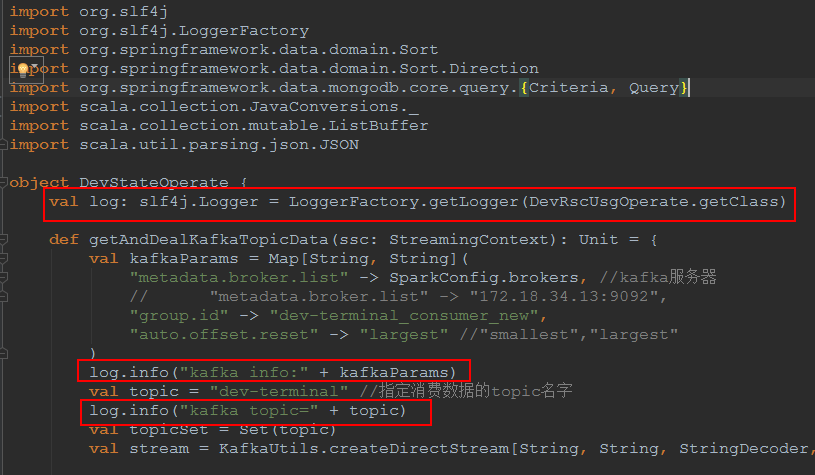 import org.slf4j
import org.slf4j.LoggerFactory
import org.springframework.data.domain.Sort
import org.springframework.data.domain.Sort.Direction
import org.springframework.data.mongodb.core.query.{Criteria, Query}
import scala.collection.JavaConversions._
import scala.collection.mutable.ListBuffer
import scala.util.parsing.json.JSON
object DevStateOperate {
val log: slf4j.Logger = LoggerFactory.getLogger(DevRscUsgOperate.getClass)
def getAndDealKafkaTopicData(ssc: StreamingContext): Unit = {
val kafkaParams = Map[String, String](
"metadata.broker.list" -> SparkConfig.brokers, //kafka服务器
// "metadata.broker.list" -> "172.18.34.13:9092",
"group.id" -> "dev-terminal_consumer_new",
"auto.offset.reset" -> "largest" //"smallest","largest"
)
log.info("kafka info:" + kafkaParams)
val topic = "dev-terminal" //指定消费数据的topic名字
log.info("kafka topic=" + topic)
val topicSet = Set(topic)
val stream = KafkaUtils.createDirectStream[String, String, StringDecoder,